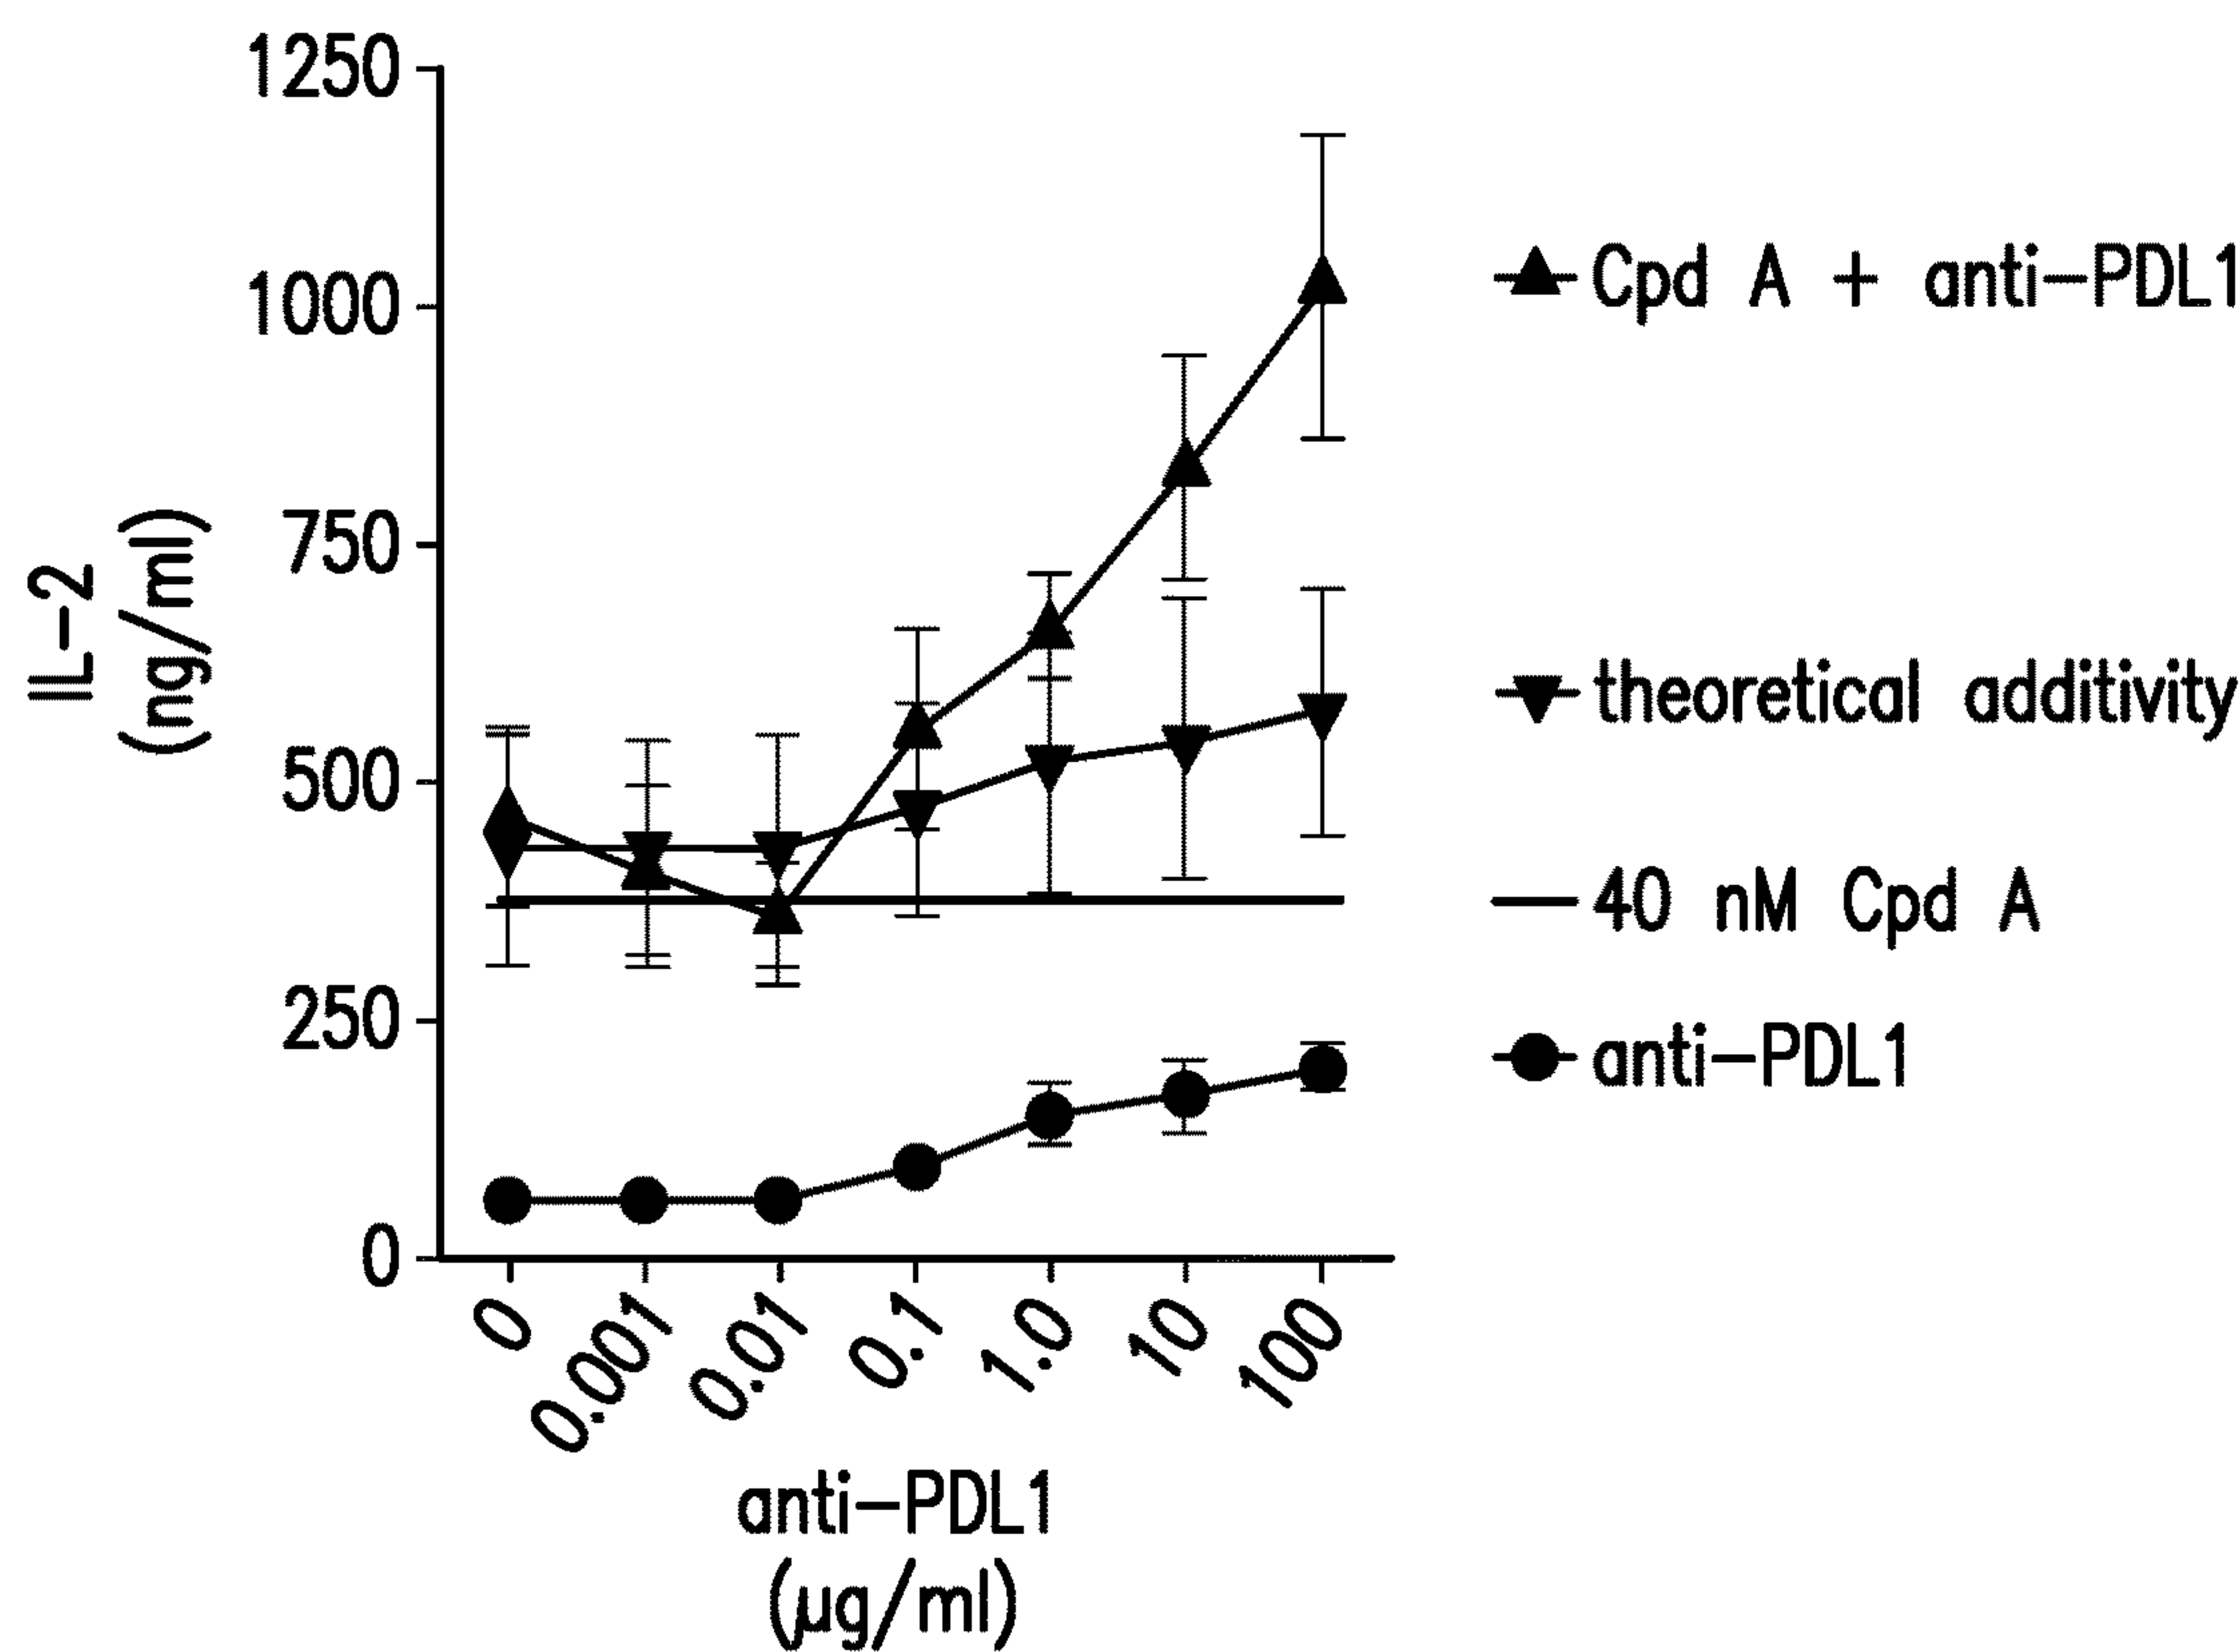 1250
1000
750
500
250
0
IL-2
(ng/ml)
0
0.001
0.01
0.1
1.0
10
100
anti-PDL1
(µg/ml)
Cpd A + anti-PDL1
theoretical additivity
40 nM Cpd A
anti-PDL1